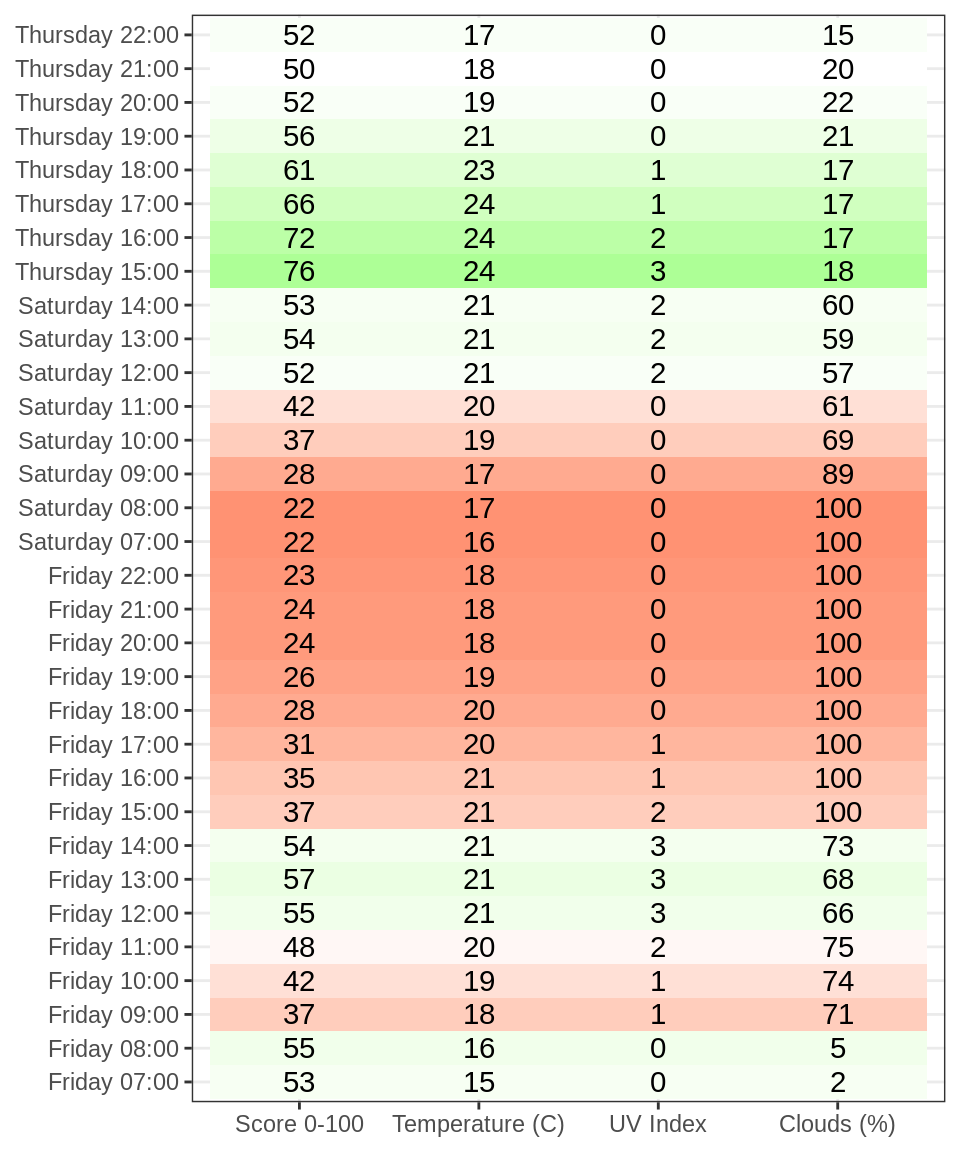 Thursday 22:00 52 17 0 15
Thursday 21:00 50 18 0 20
Thursday 20:00 52 19 0 22
Thursday 19:00 56 21 0 21
Thursday 18:00 61 23 1 17
Thursday 17:00 66 24 1 17
Thursday 16:00 72 24 2 17
Thursday 15:00 76 24 3 18
Saturday 14:00 53 21 2 60
Saturday 13:00 54 21 2 59
Saturday 12:00 52 21 2 57
Saturday 11:00 42 20 0 61
Saturday 10:00 37 19 0 69
Saturday 09:00 28 17 0 89
Saturday 08:00 22 17 0 100
Saturday 07:00 22 16 0 100
Friday 22:00 23 18 0 100
Friday 21:00 24 18 0 100
Friday 20:00 24 18 0 100
Friday 19:00 26 19 0 100
Friday 18:00 28 20 0 100
Friday 17:00 31 20 1 100
Friday 16:00 35 21 1 100
Friday 15:00 37 21 2 100
Friday 14:00 54 21 3 73
Friday 13:00 57 21 3 68
Friday 12:00 55 21 3 66
Friday 11:00 48 20 2 75
Friday 10:00 42 19 1 74
Friday 09:00 37 18 1 71
Friday 08:00 55 16 0 5
Friday 07:00 53 15 0 2
Score 0-100 Temperature (C) UV Index Clouds (%)